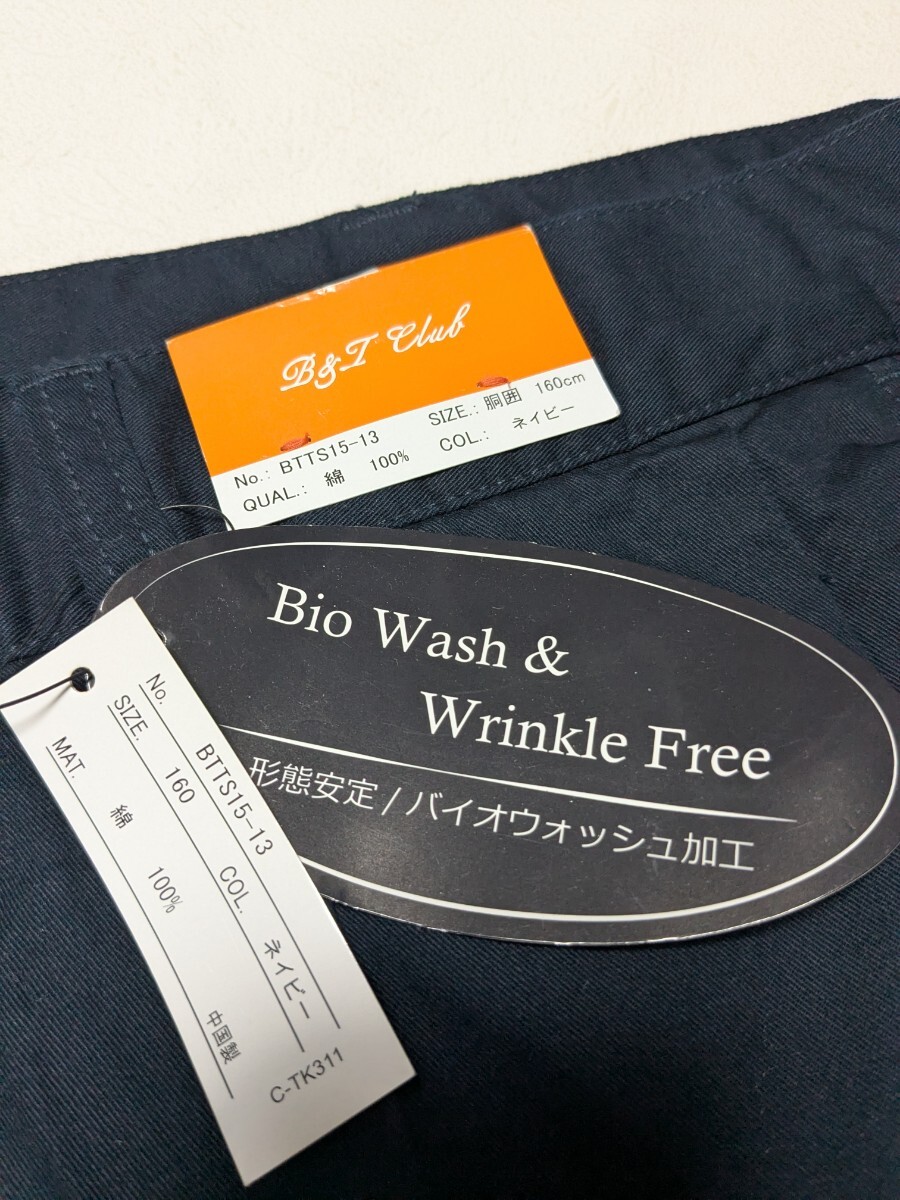 B&T Club
No.: BTTS15-13 SIZE.: 胴囲 160cm
QUAL.: 綿 100% COL.: ネイビー
Bio Wash &
Wrinkle Free
形態安定 / バイオウォッシュ加工
No. BTTS15-13
SIZE. 160 COL. ネイビー
MAT. 綿 100% 中国製
C-TK311